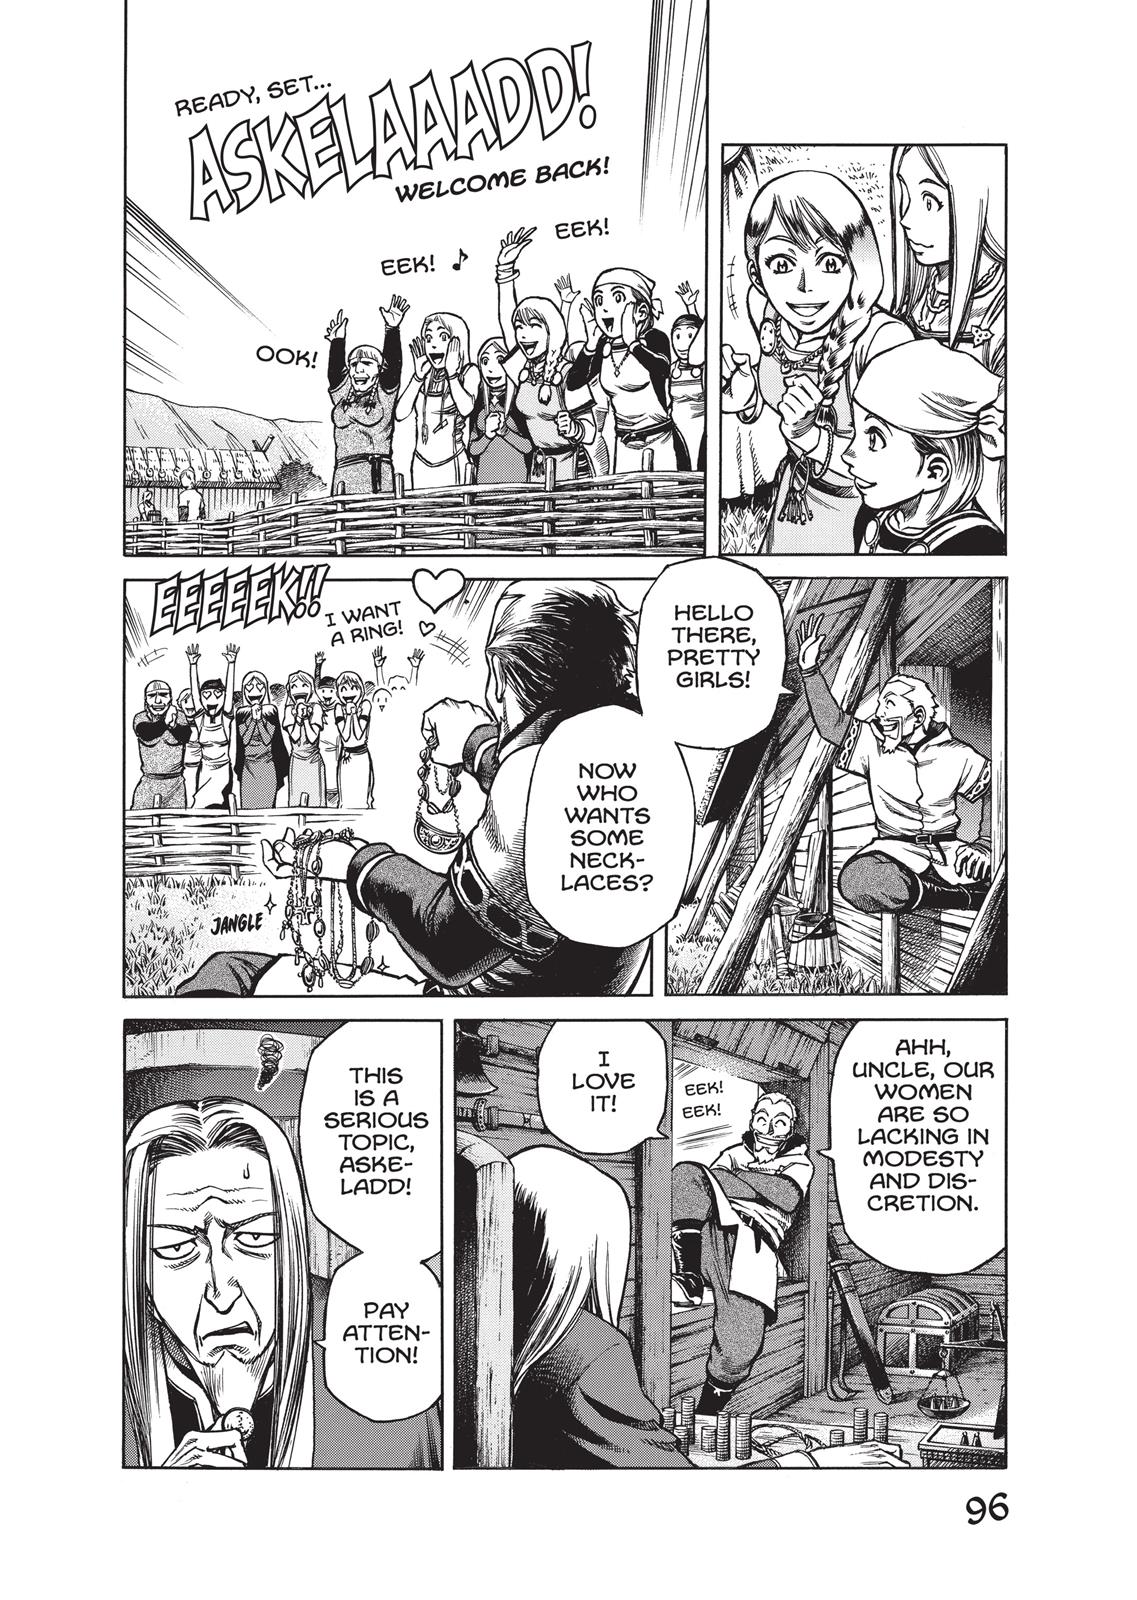 READY, SET...
ASKELAAADD!
WELCOME BACK!
EEK!
EEK!
OOK!
HELLO
THERE,
PRETTY
GIRLS!
NOW
WHO
WANTS
SOME
NECK-
LACES?
EEEEEEK!!
I WANT
A RING!
JANGLE
AHH,
UNCLE, OUR
WOMEN
ARE SO
LACKING IN
MODESTY
AND DIS-
CRETION.
I
LOVE
IT!
EEK!
EEK!
THIS
IS A
SERIOUS
TOPIC,
ASKE-
LADD!
PAY
ATTEN-
TION!
96